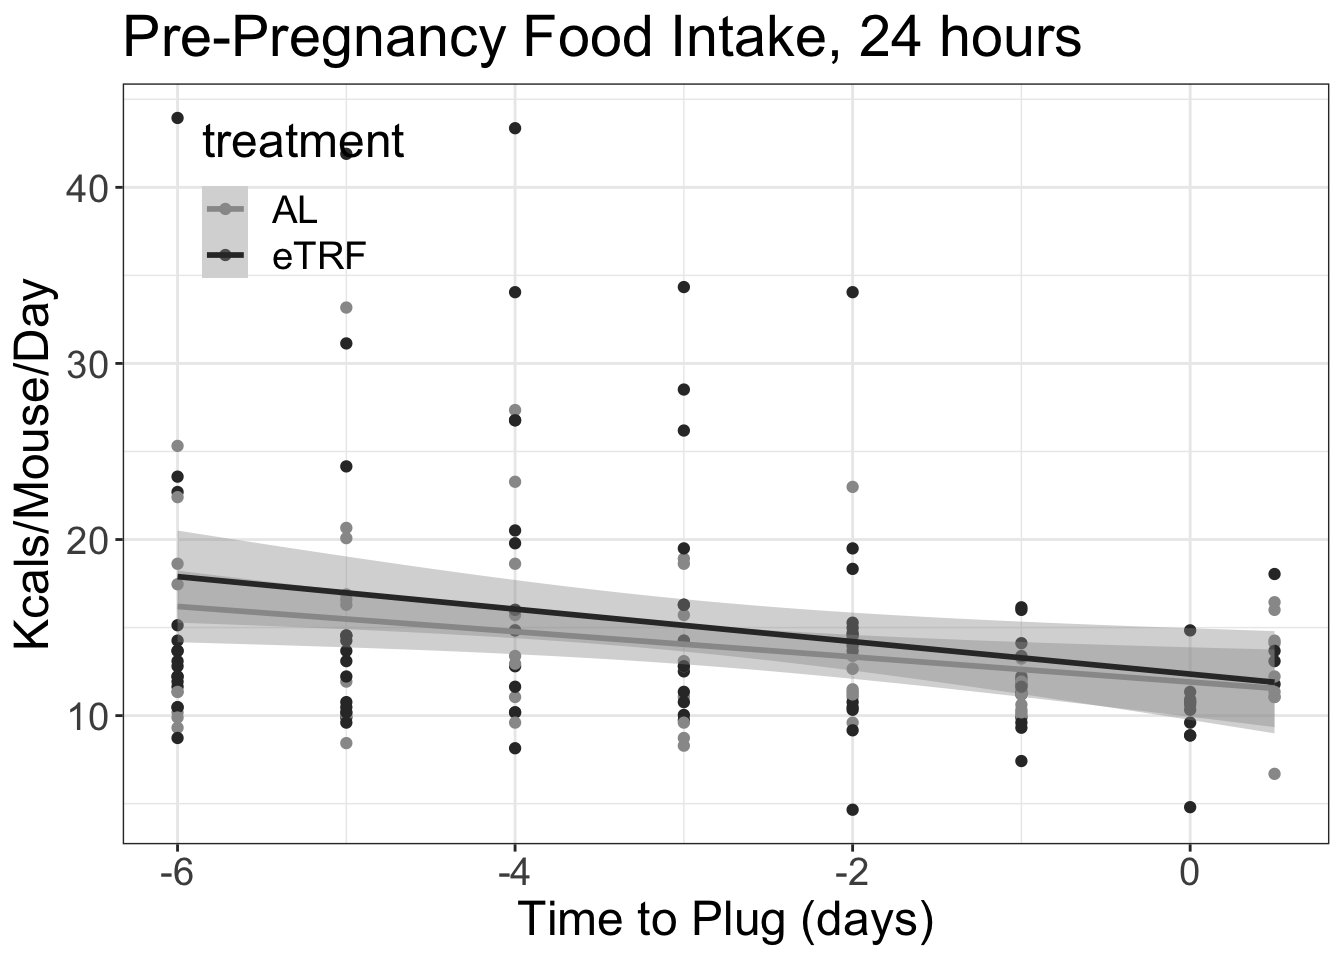 Pre-Pregnancy Food Intake, 24 hours
treatment
AL
eTRF
40
30
20
10
Kcals/Mouse/Day
-6
-4
-2
0
Time to Plug (days)